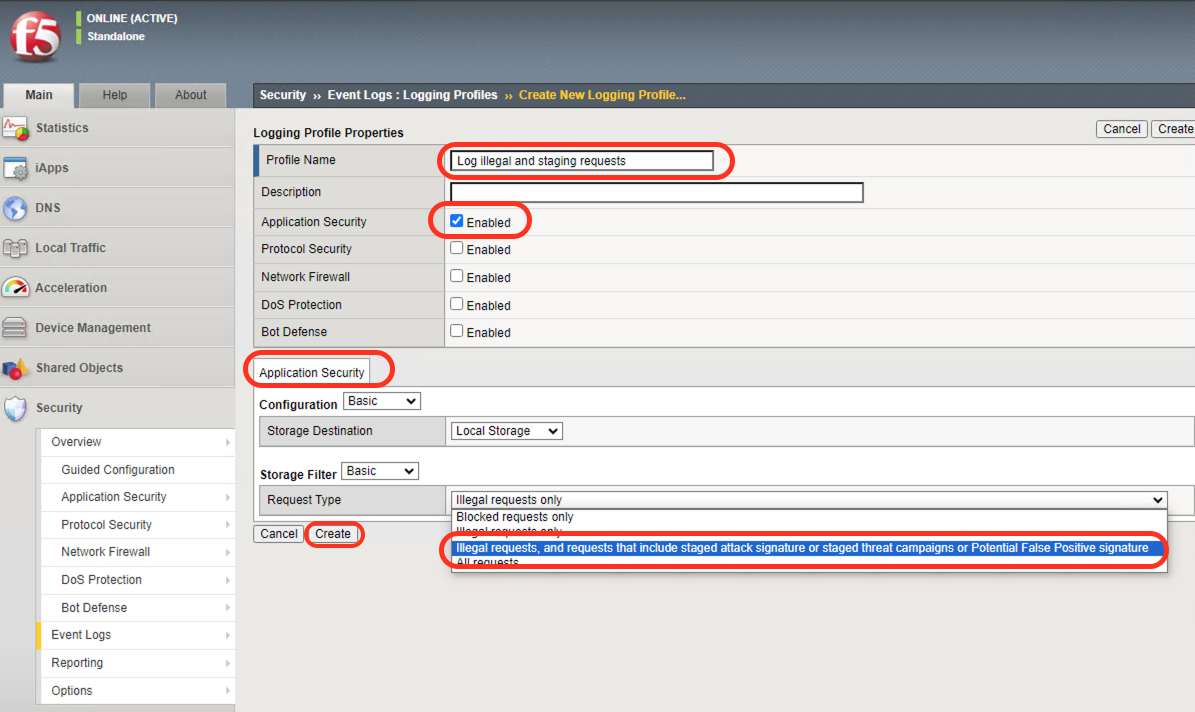 f5
ONLINE (ACTIVE)
Standalone
Main Help About
Security ›› Event Logs : Logging Profiles ›› Create New Logging Profile...
Statistics
iApps
DNS
Local Traffic
Acceleration
Device Management
Shared Objects
Security
Overview
Guided Configuration
Application Security
Protocol Security
Network Firewall
DoS Protection
Bot Defense
Event Logs
Reporting
Options
Logging Profile Properties
Cancel Create
Profile Name Log illegal and staging requests
Description
Application Security Enabled
Protocol Security Enabled
Network Firewall Enabled
DoS Protection Enabled
Bot Defense Enabled
Application Security
Configuration Basic
Storage Destination Local Storage
Storage Filter Basic
Request Type Illegal requests only
Blocked requests only
Illegal requests only
Illegal requests, and requests that include staged attack signature or staged threat campaigns or Potential False Positive signature
All requests
Cancel Create